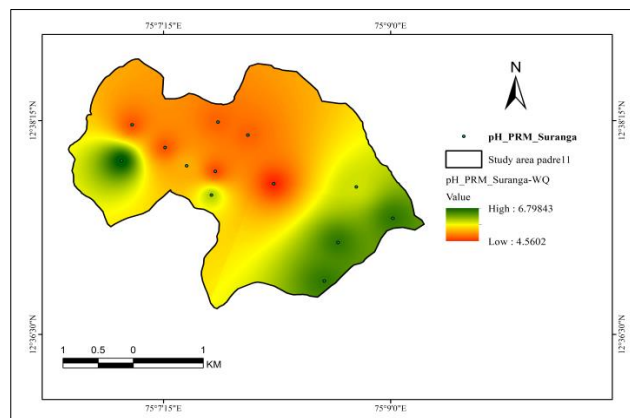 75°7'15"E 75°9'0"E
12°38'15"N 12°38'15"N
N
pH_PRM_Suranga
Study area padre11
pH_PRM_Suranga-WQ
Value
High : 6.79843
Low : 4.5602
12°36'30"N 12°36'30"N
1 0.5 0 1
KM
75°7'15"E 75°9'0"E